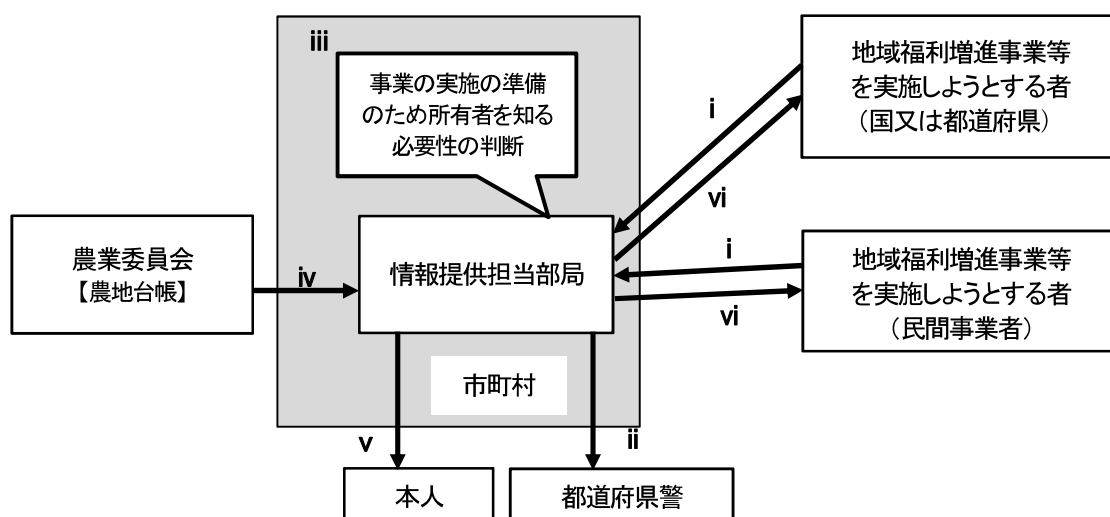 iii
事業の実施の準備
のため所有者を知る
必要性の判断
地域福利増進事業等
を実施しようとする者
（国又は都道府県）
i
vi
農業委員会
【農地台帳】
iv
情報提供担当部局
i
vi
地域福利増進事業等
を実施しようとする者
（民間事業者）
市町村
v
ii
本人
都道府県警